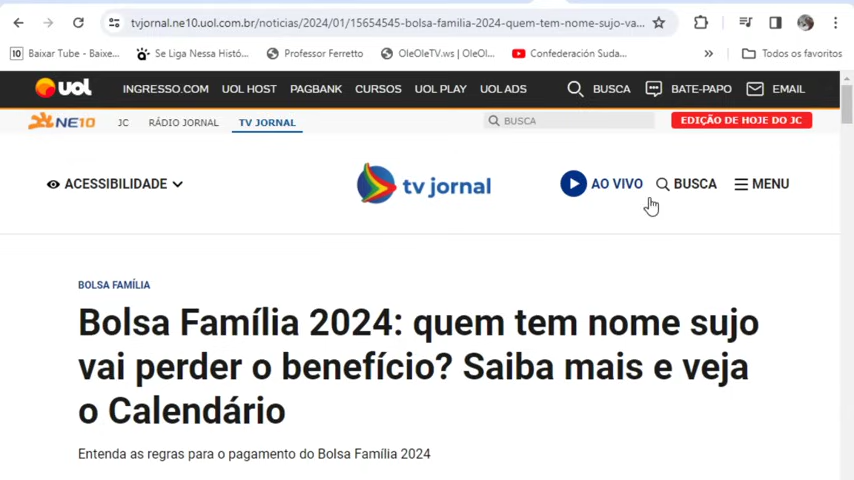 tvjornal.ne10.uol.com.br/noticias/2024/01/15654545-bolsa-familia-2024-quem-tem-nome-sujo-va...
10 Baixar Tube - Baixe... Se Liga Nessa Histó... Professor Ferretto OleOleTV.ws | OleOl... Confederación Suda... » Todos os favoritos
UOL INGRESSO.COM UOL HOST PAGBANK CURSOS UOL PLAY UOL ADS BUSCA BATE-PAPO EMAIL
NE10 JC RÁDIO JORNAL TV JORNAL BUSCA EDIÇÃO DE HOJE DO JC
ACESSIBILIDADE tv jornal AO VIVO BUSCA MENU
BOLSA FAMÍLIA
Bolsa Família 2024: quem tem nome sujo
vai perder o benefício? Saiba mais e veja
o Calendário
Entenda as regras para o pagamento do Bolsa Família 2024